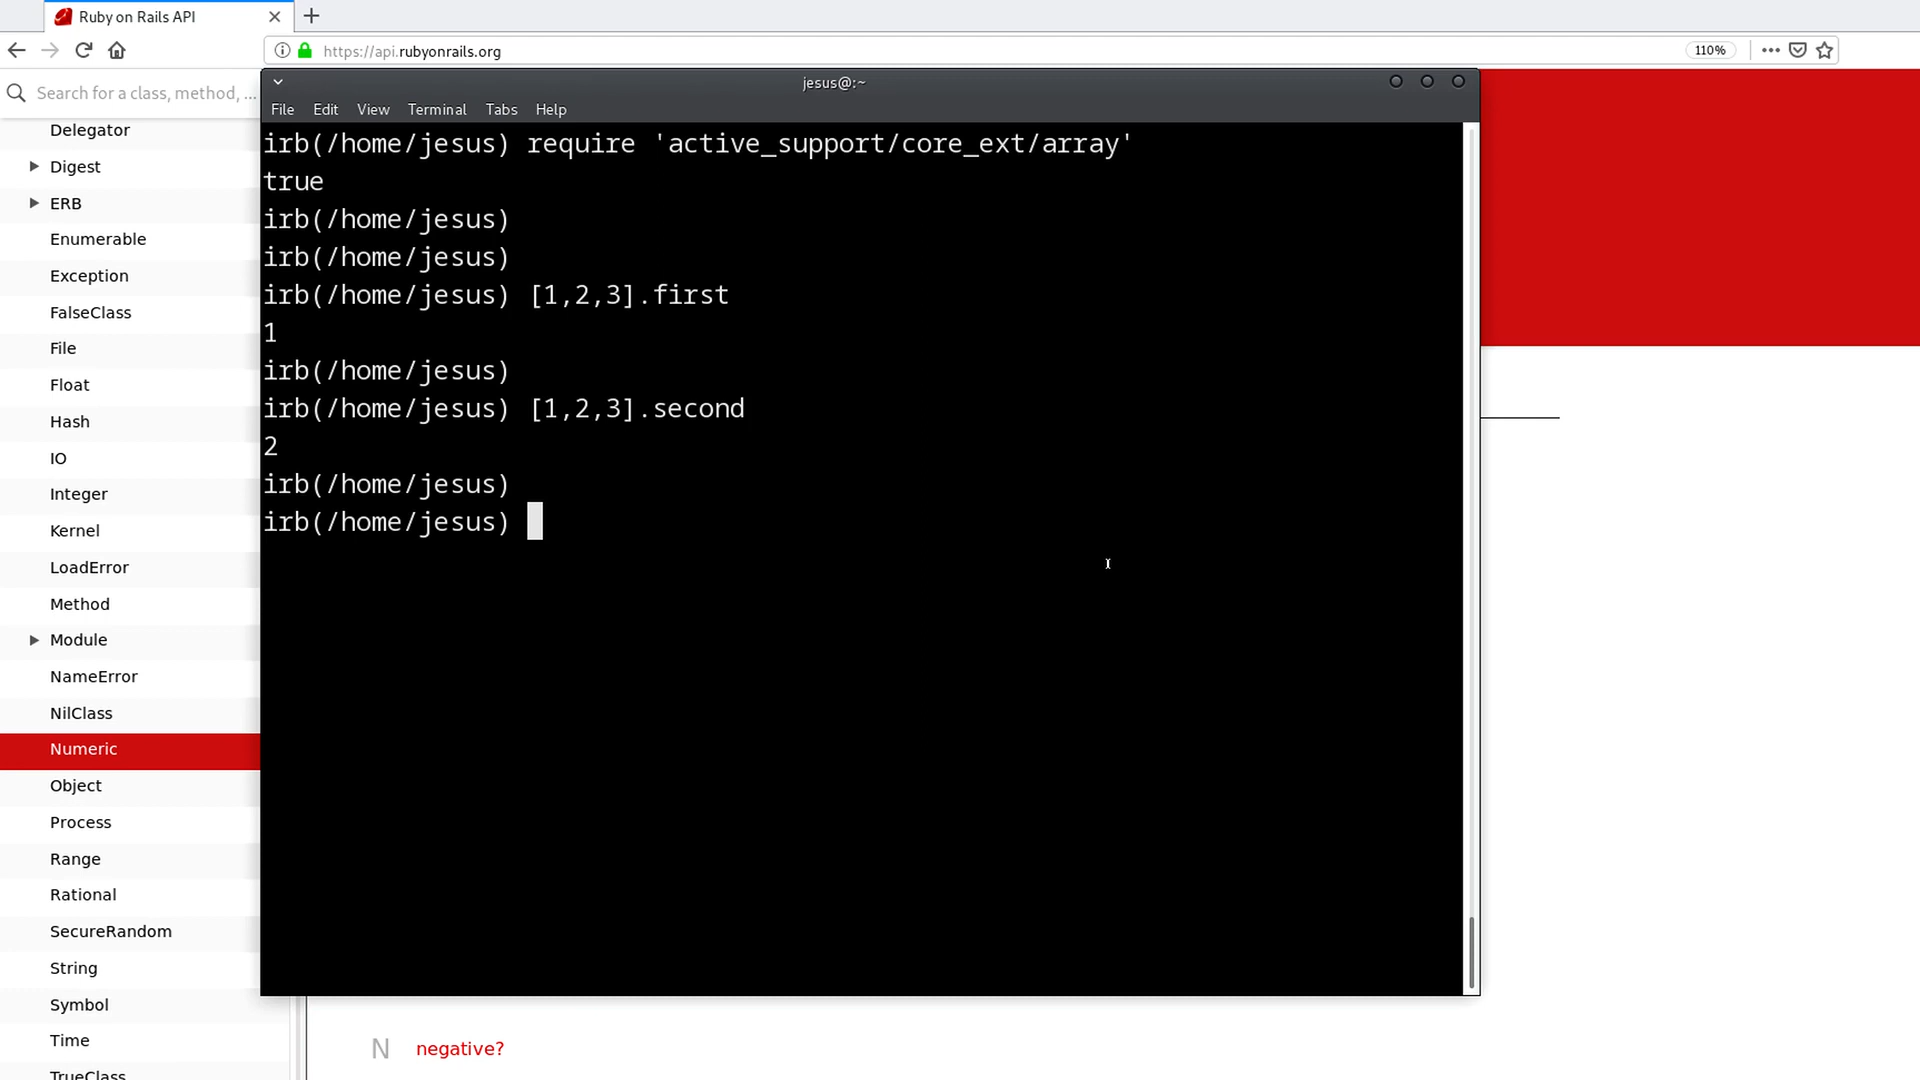 Ruby on Rails API
https://api.rubyonrails.org
110%
Search for a class, method, ...
Delegator
Digest
ERB
Enumerable
Exception
FalseClass
File
Float
Hash
IO
Integer
Kernel
LoadError
Method
Module
NameError
NilClass
Numeric
Object
Process
Range
Rational
SecureRandom
String
Symbol
Time
TrueClass
jesus@:~
File Edit View Terminal Tabs Help
irb(/home/jesus) require 'active_support/core_ext/array'
true
irb(/home/jesus)
irb(/home/jesus)
irb(/home/jesus) [1,2,3].first
1
irb(/home/jesus)
irb(/home/jesus) [1,2,3].second
2
irb(/home/jesus)
irb(/home/jesus)
N negative?